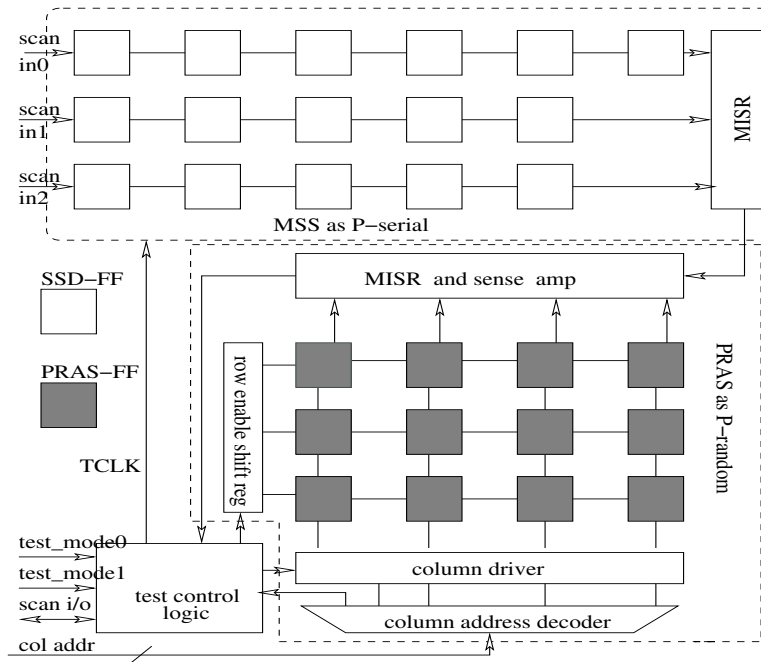 scan
in0
scan
in1
scan
in2
MISR
MSS as P-serial
SSD-FF
PRAS-FF
MISR and sense amp
row enable shift reg
PRAS as P-random
TCLK
test_mode0
test_mode1
scan i/o
col addr
test control
logic
column driver
column address decoder